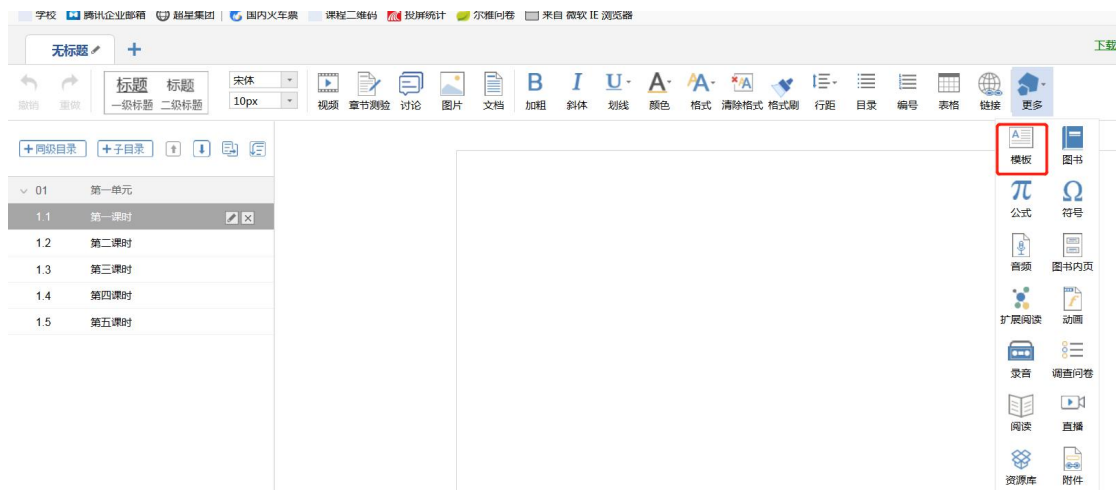 学校 腾讯企业邮箱 超星集团 国内火车票 课程二维码 投屏统计 尔雅问卷 来自 微软 IE 浏览器
无标题 + 下载
标题 标题 宋体
一级标题 二级标题 10px
撤销 重做 视频 章节测验 讨论 图片 文档 B 加粗 I 斜体 U 划线 A 颜色 格式 清除格式 格式刷 行距 目录 编号 表格 链接 更多
+同级目录 +子目录
模板 图书
01 第一单元
π Ω
公式 符号
1.1 第一课时
1.2 第二课时
1.3 第三课时
音频 图书内页
1.4 第四课时
1.5 第五课时
扩展阅读 动画
录音 调查问卷
阅读 直播
资源库 附件